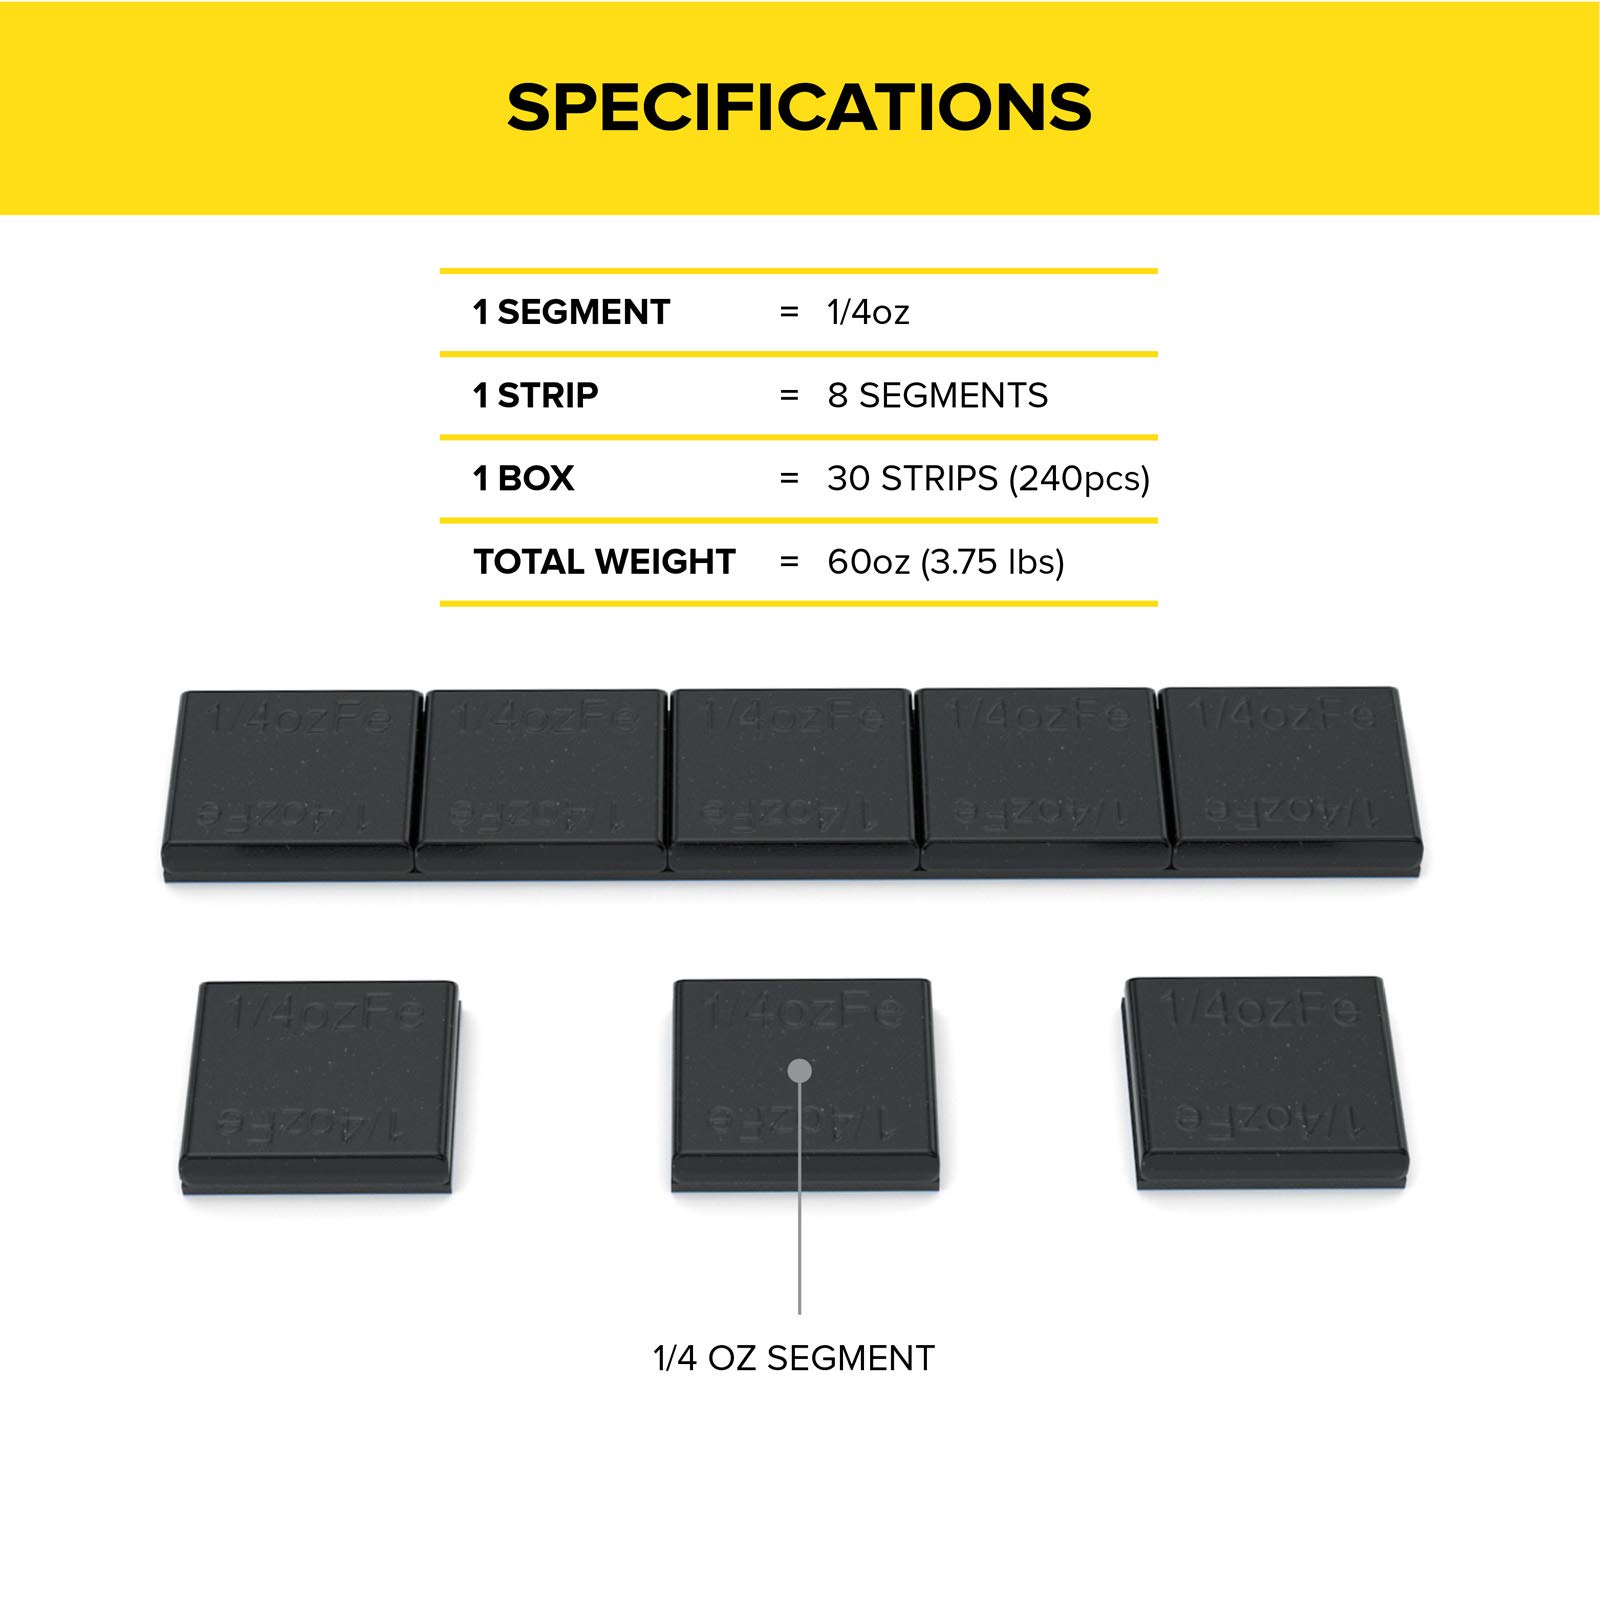 SPECIFICATIONS
1 SEGMENT = 1/4oz
1 STRIP = 8 SEGMENTS
1 BOX = 30 STRIPS (240pcs)
TOTAL WEIGHT = 60oz (3.75 lbs)
1/4ozFe 1/4ozFe 1/4ozFe 1/4ozFe 1/4ozFe
1/4ozFe 1/4ozFe 1/4ozFe 1/4ozFe 1/4ozFe
1/4ozFe 1/4ozFe 1/4ozFe
1/4ozFe 1/4ozFe 1/4ozFe
1/4 OZ SEGMENT